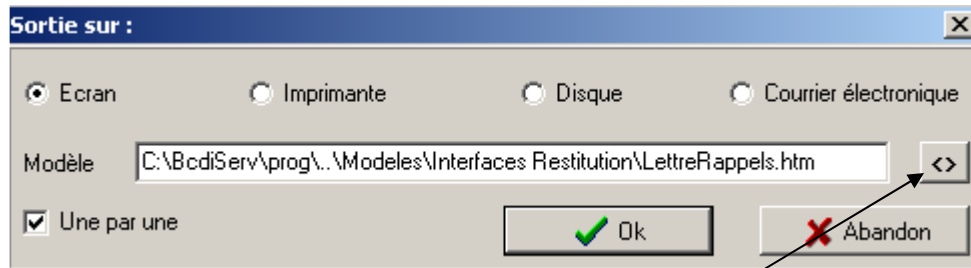 Sortie sur :
Ecran Imprimante Disque Courrier électronique
Modèle C:\BcdiServ\prog\..\Modeles\Interfaces Restitution\LettreRappels.htm <>
Une par une Ok Abandon